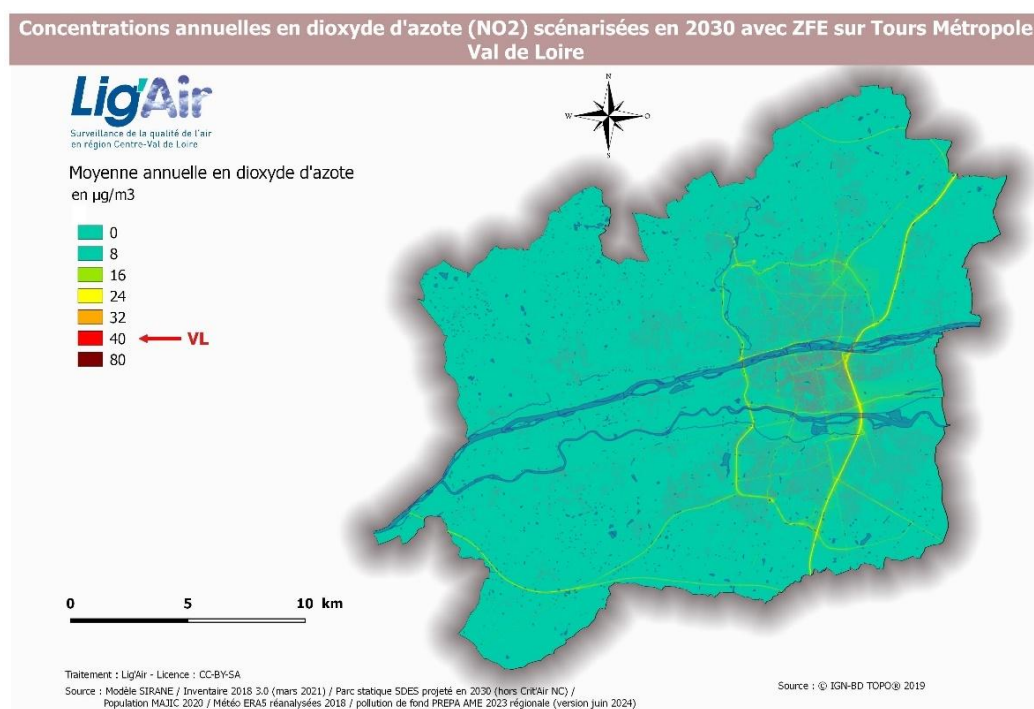 Concentrations annuelles en dioxyde d'azote (NO2) scénarisées en 2030 avec ZFE sur Tours Métropole
Val de Loire
Lig'Air
Surveillance de la qualité de l'air
en région Centre-Val de Loire
N
W
O
S
Moyenne annuelle en dioxyde d'azote
en µg/m3
0
8
16
24
32
40 VL
80
0 5 10 km
Traitement : Lig'Air - Licence : CC-BY-SA
Source : Modèle SIRANE / Inventaire 2018 3.0 (mars 2021) / Parc statique SDES projeté en 2030 (hors Crit'Air NC) /
Population MAJIC 2020 / Météo ERA5 réanalysées 2018 / pollution de fond PREPA AME 2023 régionale (version juin 2024)
Source : © IGN-BD TOPO® 2019